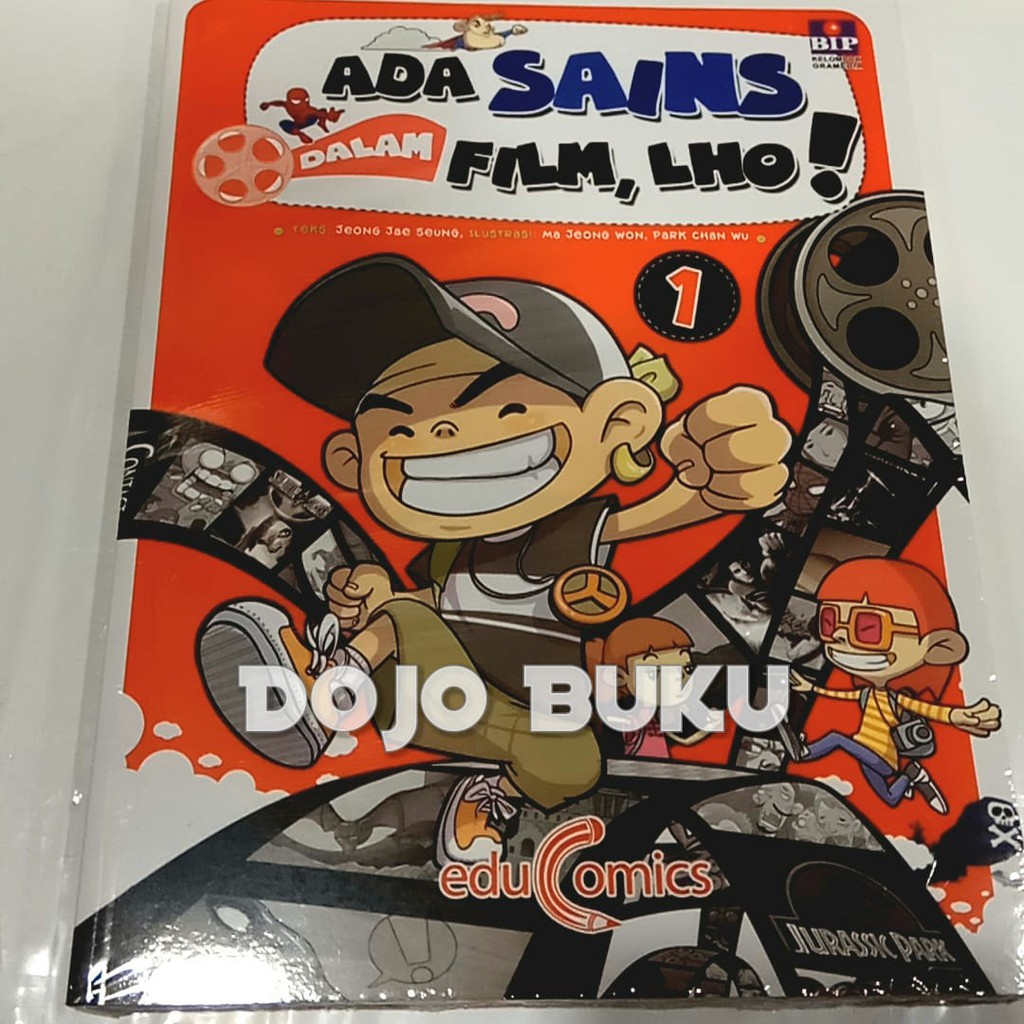 ADA SAINS
DALAM FILM, LHO!
BIP
KELOMPOK
GRAMEDIA
TEKS: JEONG JAE SEUNG, ILUSTRASI: MA JEONG WON, PARK CHAN WU
1
DOJO BUKU
eduComics
JURASSIC PARK